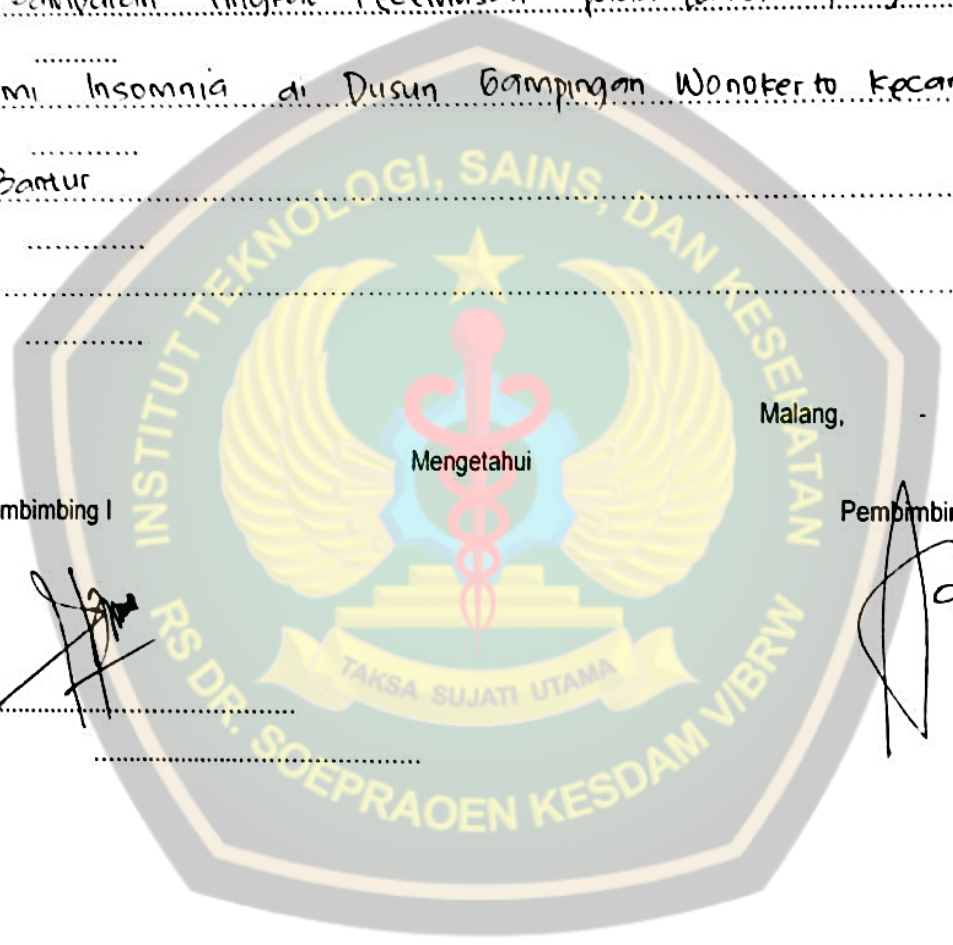 Tingkat
Insomnia di Dusun Gampingan Wonokerto Kecam
Bantur
Malang, -
Mengetahui
mbimbing I
Pembimbin
INSTITUT TEKNOLOGI, SAINS, DAN KESEHATAN
TAKSA SUJATI UTAMA
RS DR. SOEPRAOEN KESDAM V/BRW